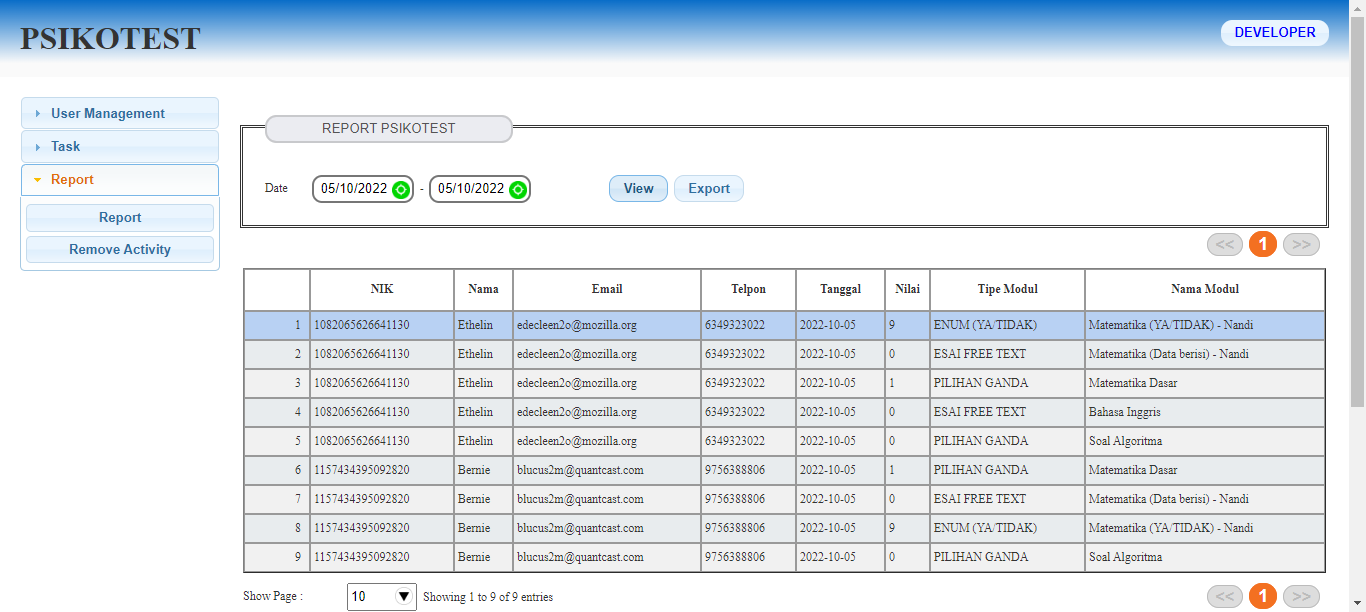 PSIKOTEST
DEVELOPER
User Management
Task
Report
Report
Remove Activity
REPORT PSIKOTEST
Date 05/10/2022 - 05/10/2022 View Export
<< 1 >>
NIK Nama Email Telpon Tanggal Nilai Tipe Modul Nama Modul
1 1082065626641130 Ethelin edecleen2o@mozilla.org 6349323022 2022-10-05 9 ENUM (YA/TIDAK) Matematika (YA/TIDAK) - Nandi
2 1082065626641130 Ethelin edecleen2o@mozilla.org 6349323022 2022-10-05 0 ESAI FREE TEXT Matematika (Data berisi) - Nandi
3 1082065626641130 Ethelin edecleen2o@mozilla.org 6349323022 2022-10-05 1 PILIHAN GANDA Matematika Dasar
4 1082065626641130 Ethelin edecleen2o@mozilla.org 6349323022 2022-10-05 0 ESAI FREE TEXT Bahasa Inggris
5 1082065626641130 Ethelin edecleen2o@mozilla.org 6349323022 2022-10-05 0 PILIHAN GANDA Soal Algoritma
6 1157434395092820 Bernie blucus2m@quantcast.com 9756388806 2022-10-05 1 PILIHAN GANDA Matematika Dasar
7 1157434395092820 Bernie blucus2m@quantcast.com 9756388806 2022-10-05 0 ESAI FREE TEXT Matematika (Data berisi) - Nandi
8 1157434395092820 Bernie blucus2m@quantcast.com 9756388806 2022-10-05 9 ENUM (YA/TIDAK) Matematika (YA/TIDAK) - Nandi
9 1157434395092820 Bernie blucus2m@quantcast.com 9756388806 2022-10-05 0 PILIHAN GANDA Soal Algoritma
Show Page : 10 Showing 1 to 9 of 9 entries << 1 >>